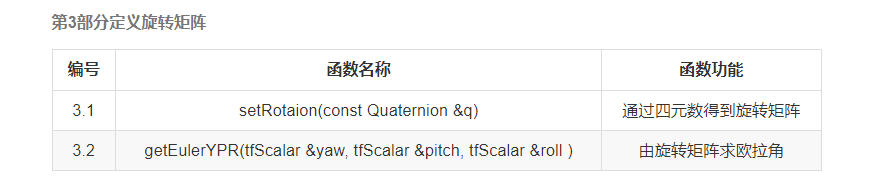 第3部分定义旋转矩阵
编号 函数名称 函数功能
3.1 setRotaion(const Quaternion &q) 通过四元数得到旋转矩阵
3.2 getEulerYPR(tfScalar &yaw, tfScalar &pitch, tfScalar &roll ) 由旋转矩阵求欧拉角